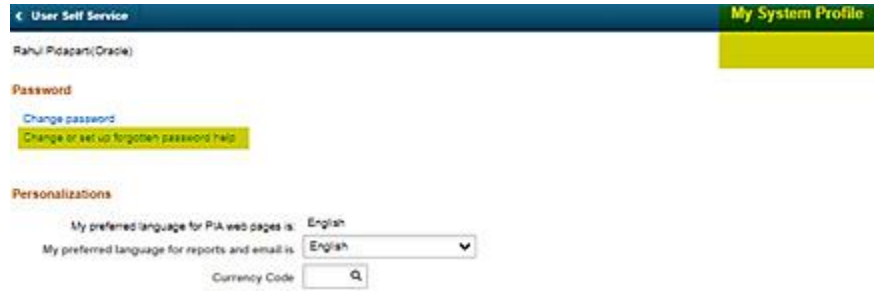 User Self Service
My System Profile
Rahul Pidaparti(Oracle)
Password
Change password
Change or set up forgotten password help
Personalizations
My preferred language for PIA web pages is: English
My preferred language for reports and email is English
Currency Code